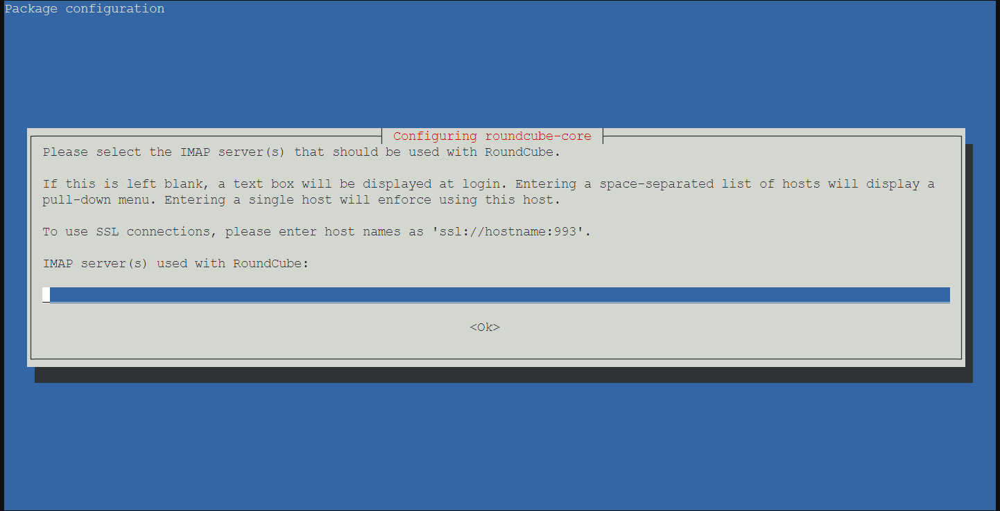 Package configuration
Configuring roundcube-core
Please select the IMAP server(s) that should be used with RoundCube.
If this is left blank, a text box will be displayed at login. Entering a space-separated list of hosts will display a
pull-down menu. Entering a single host will enforce using this host.
To use SSL connections, please enter host names as 'ssl://hostname:993'.
IMAP server(s) used with RoundCube:
<Ok>